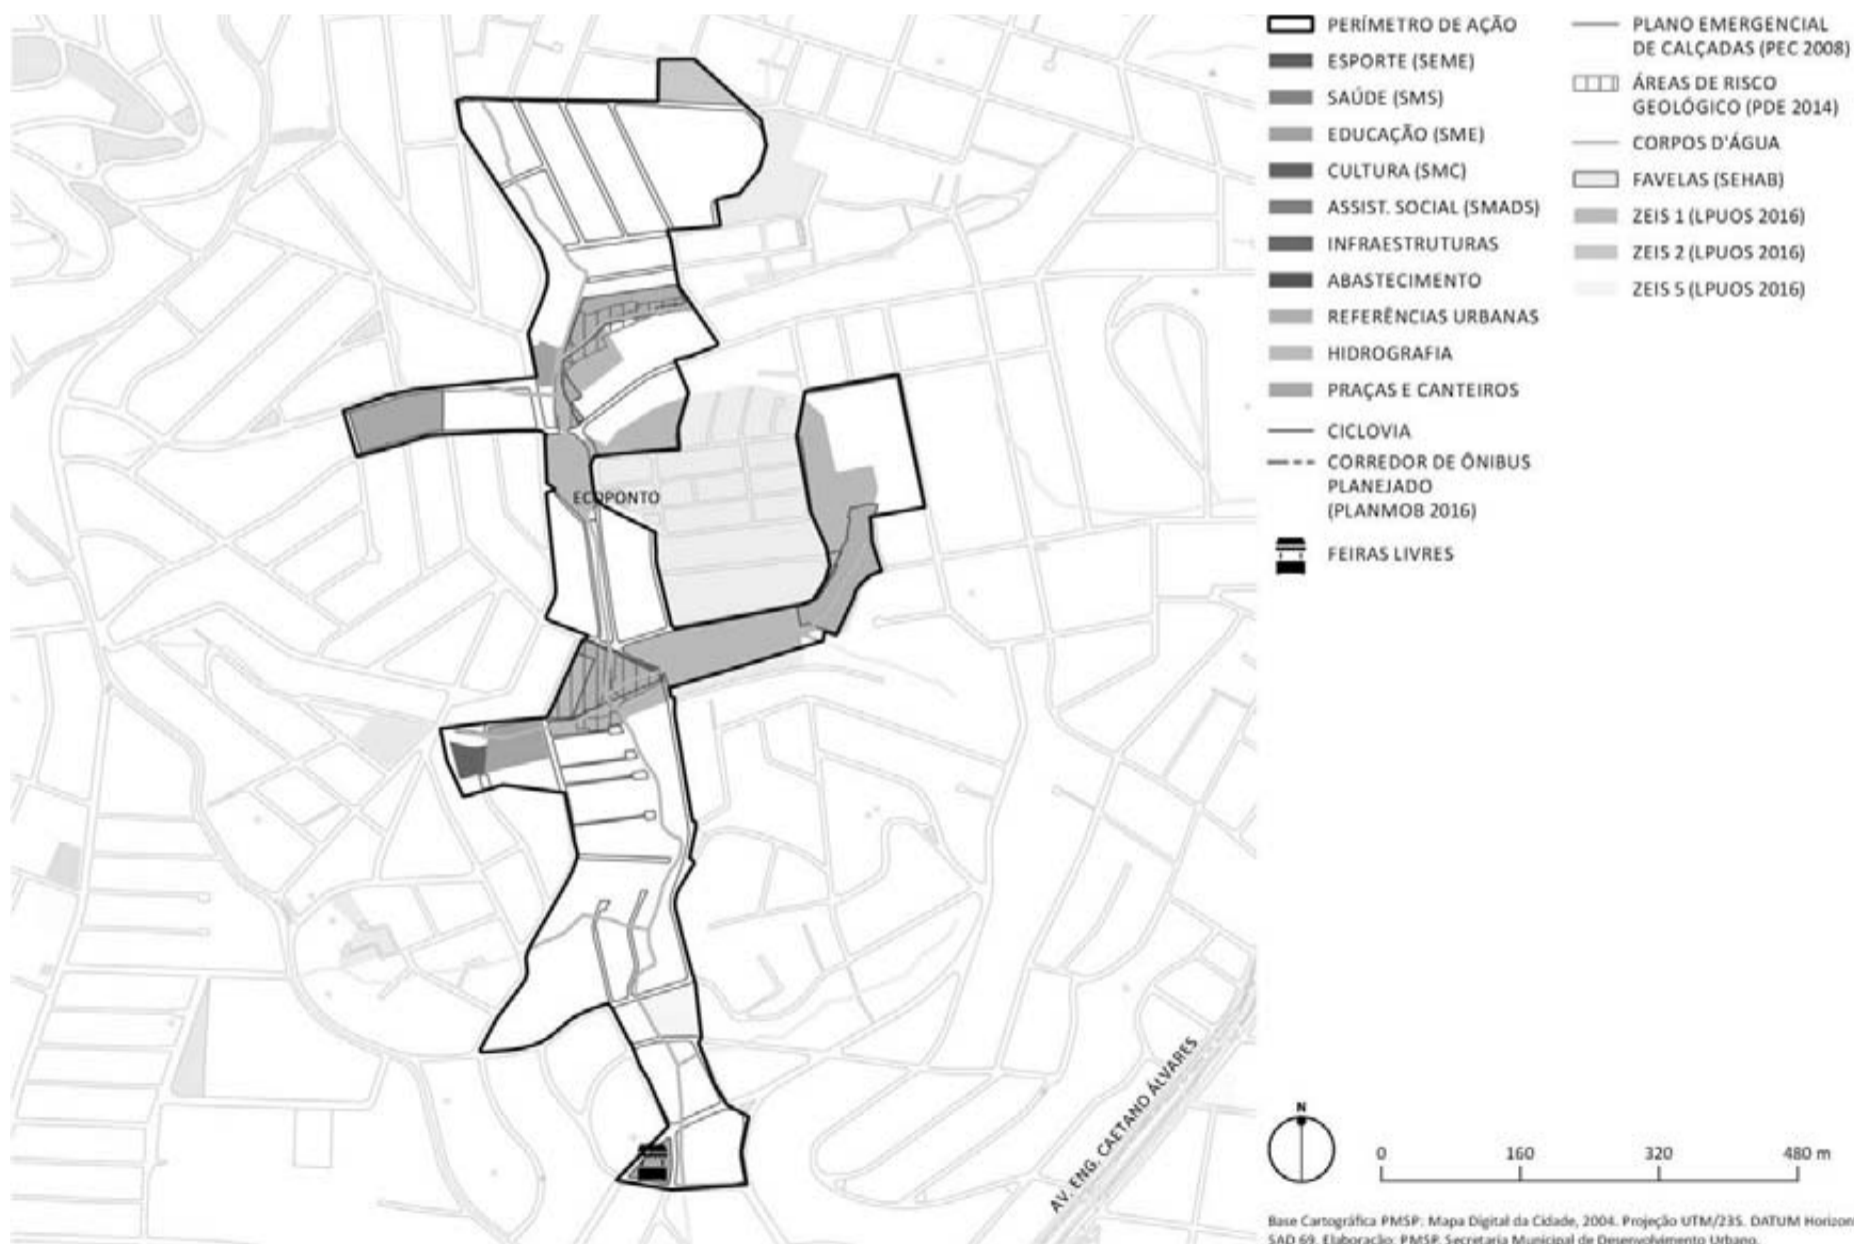 PERÍMETRO DE AÇÃO
ESPORTE (SEME)
SAÚDE (SMS)
EDUCAÇÃO (SME)
CULTURA (SMC)
ASSIST. SOCIAL (SMADS)
INFRAESTRUTURAS
ABASTECIMENTO
REFERÊNCIAS URBANAS
HIDROGRAFIA
PRAÇAS E CANTEIROS
CICLOVIA
CORREDOR DE ÔNIBUS
PLANEJADO
(PLANMOB 2016)
FEIRAS LIVRES
PLANO EMERGENCIAL
DE CALÇADAS (PEC 2008)
ÁREAS DE RISCO
GEOLÓGICO (PDE 2014)
CORPOS D'ÁGUA
FAVELAS (SEHAB)
ZEIS 1 (LPUOS 2016)
ZEIS 2 (LPUOS 2016)
ZEIS 5 (LPUOS 2016)
ECOPONTO
AV. ENG. CAETANO ÁLVARES
N
0 160 320 480 m
Base Cartográfica PMSP: Mapa Digital da Cidade, 2004. Projeção UTM/23S. DATUM Horizon
SAD 69. Elaboração: PMSP. Secretaria Municipal de Desenvolvimento Urbano.